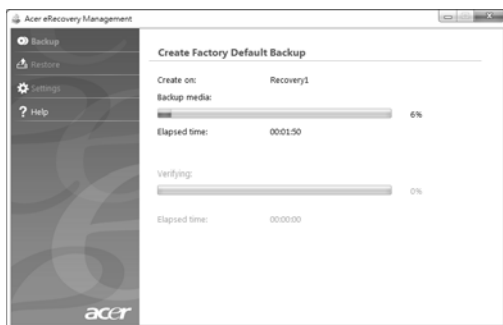 Acer eRecovery Management
Backup
Restore
Settings
Help
Create Factory Default Backup
Create on: Recovery1
Backup media:
6%
Elapsed time: 00:01:50
Verifying:
0%
Elapsed time: 00:00:00
acer